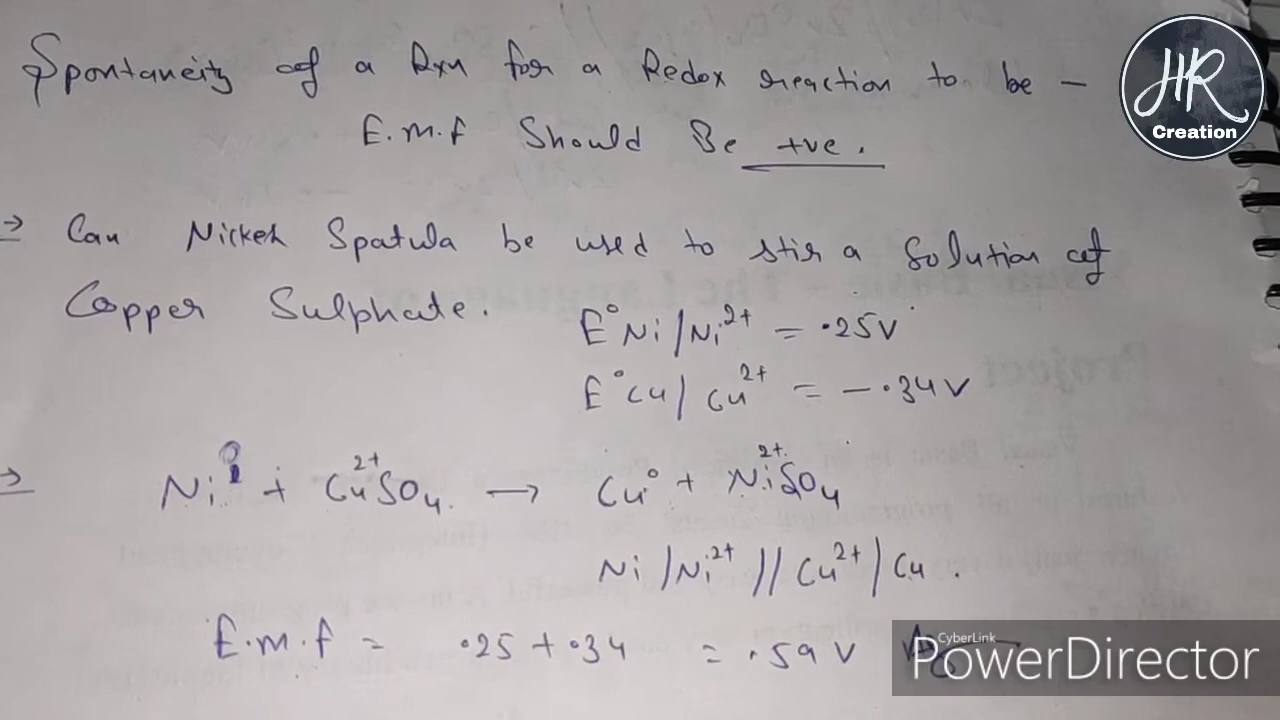 Spontaneity of a Rxn for a Redox reaction to be –
E.m.f Should Be +ve.
HR
Creation
⇒ Can Nickel Spatula be used to stir a Solution of
Copper Sulphate.
E° Ni/Ni²⁺ = .25V
E° Cu/Cu²⁺ = – .34V
⇒ Ni + Cu²⁺SO₄ → Cu° + Ni²⁺SO₄
Ni/Ni²⁺//Cu²⁺/Cu.
E.m.f = .25 + .34 = .59 V
CyberLink
PowerDirector